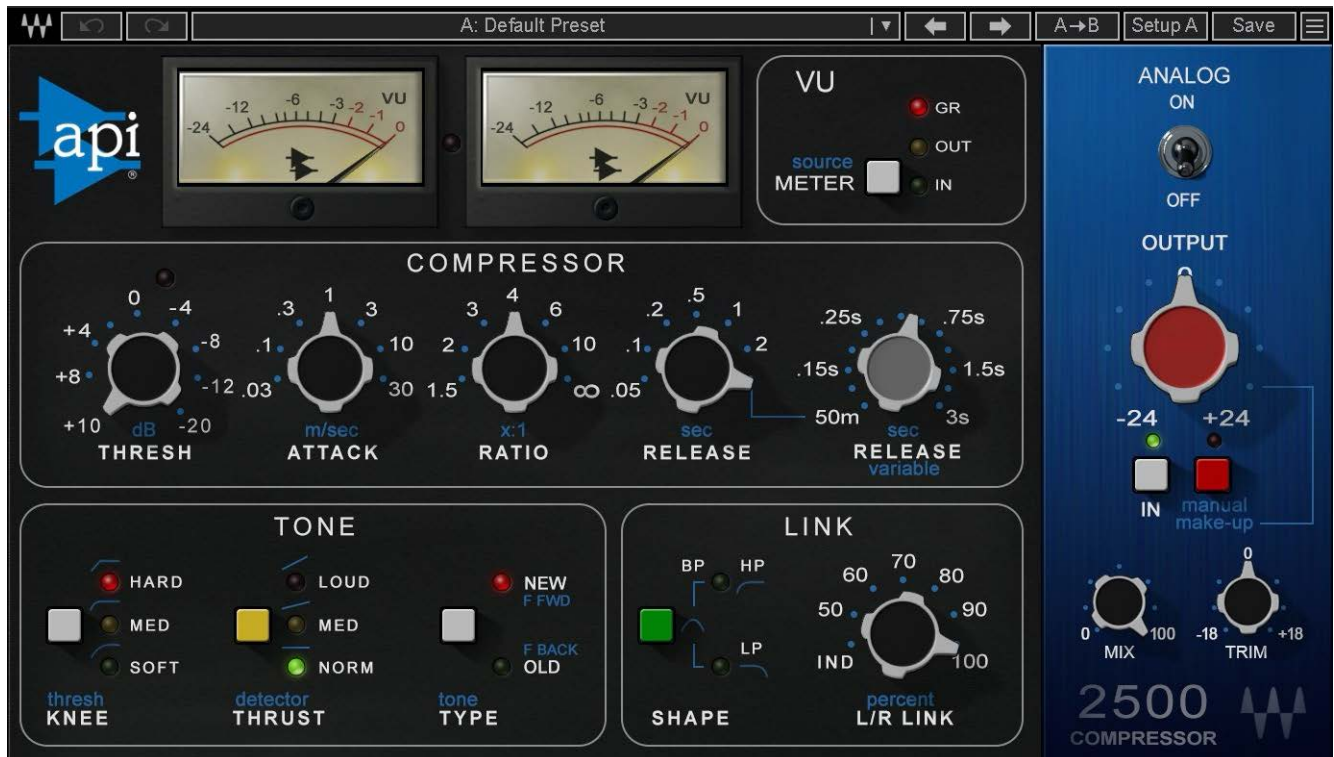 A: Default Preset
A→B
Setup A
Save
api
®
-24 -12 -6 -3 -2 -1 0 VU
-24 -12 -6 -3 -2 -1 0 VU
VU
GR
OUT
IN
source
METER
ANALOG
ON
OFF
OUTPUT
0
-24 +24
IN
manual
make-up
COMPRESSOR
+10 +8 +4 0 -4 -8 -12 -20
dB
THRESH
.03 .1 .3 1 3 10 30
m/sec
ATTACK
1.5 2 3 4 6 10 ∞
x:1
RATIO
.05 .1 .2 .5 1 2
sec
RELEASE
50m .15s .25s .75s 1.5s 3s
sec
RELEASE
variable
TONE
HARD
MED
SOFT
thresh
KNEE
LOUD
MED
NORM
detector
THRUST
NEW
F FWD
F BACK
OLD
tone
TYPE
LINK
BP HP
LP
SHAPE
IND 50 60 70 80 90 100
percent
L/R LINK
0 100
MIX
0
-18 +18
TRIM
2500
COMPRESSOR